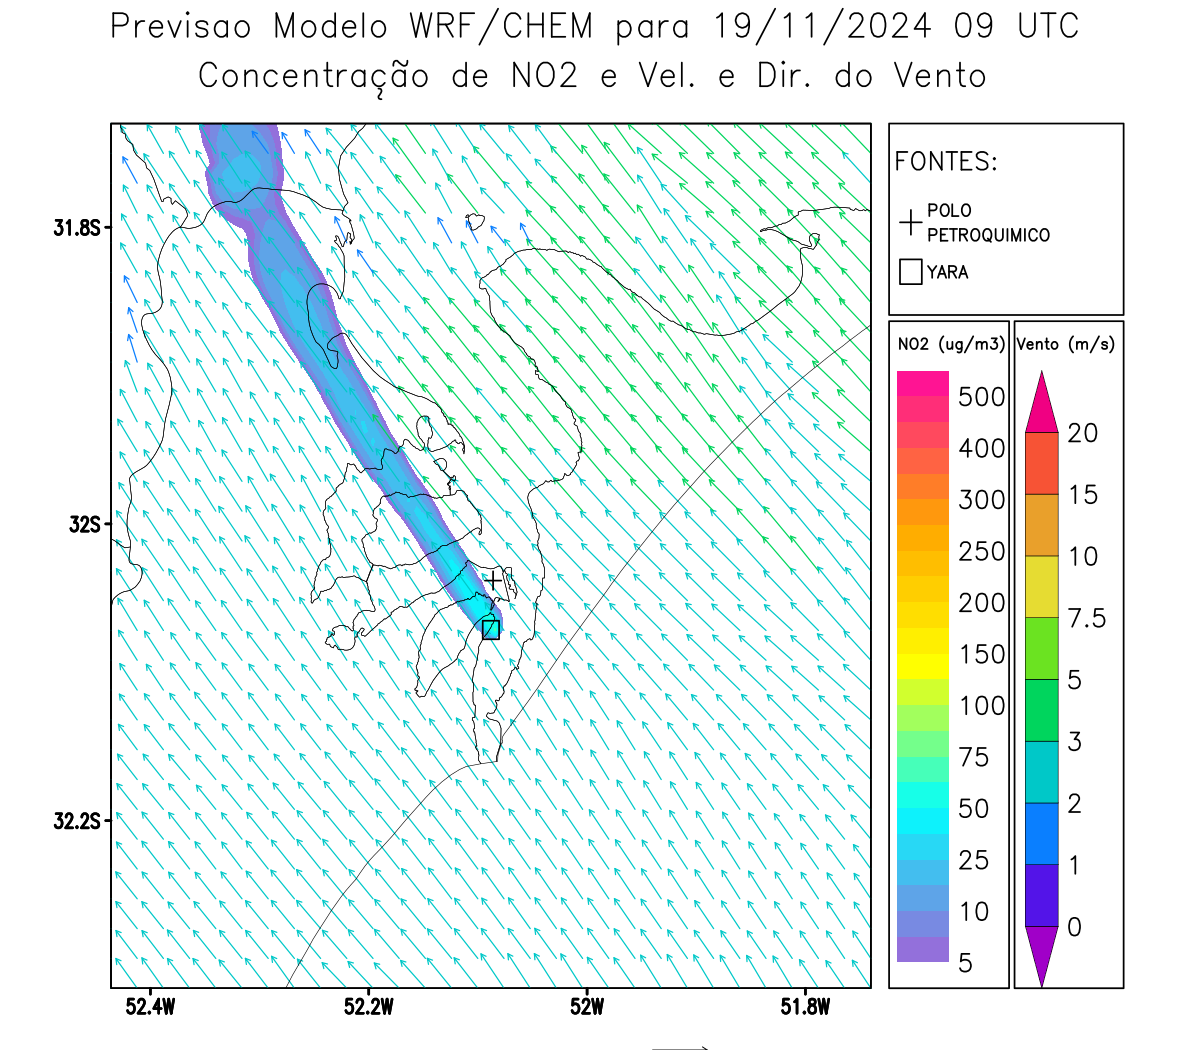 Previsao Modelo WRF/CHEM para 19/11/2024 09 UTC
Concentração de NO2 e Vel. e Dir. do Vento
FONTES:
POLO
PETROQUIMICO
YARA
NO2 (ug/m3)
500
400
300
250
200
150
100
75
50
25
10
5
Vento (m/s)
20
15
10
7.5
5
3
2
1
0
31.8S
32S
32.2S
52.4W
52.2W
52W
51.8W